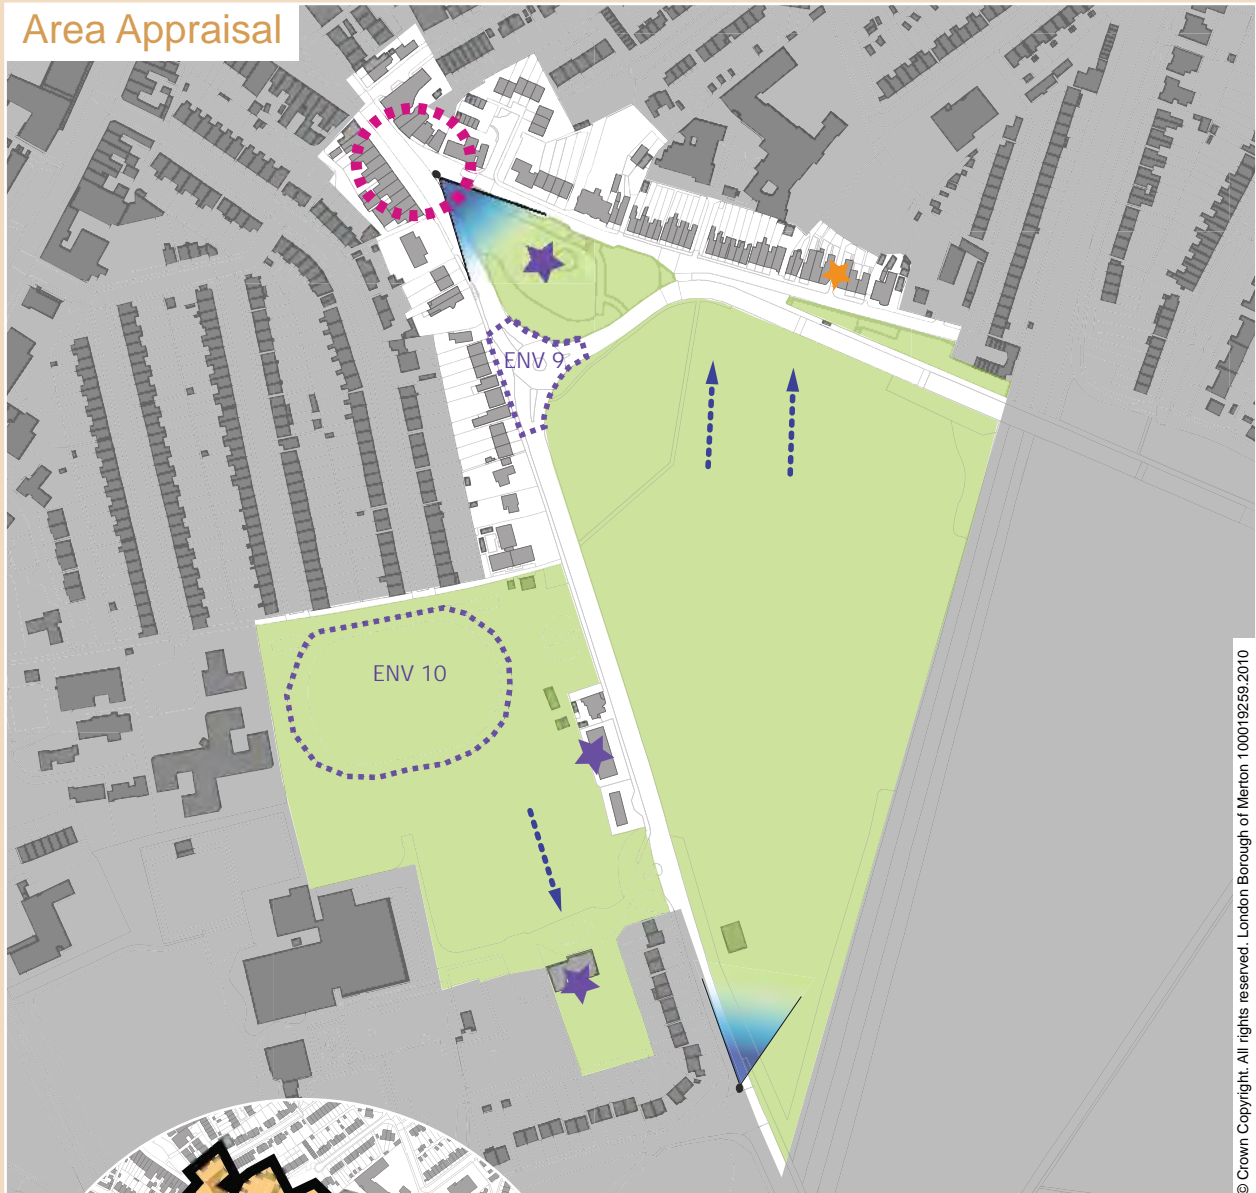 Area Appraisal
ENV 9
ENV 10
© Crown Copyright. All rights reserved. London Borough of Merton 100019259.2010